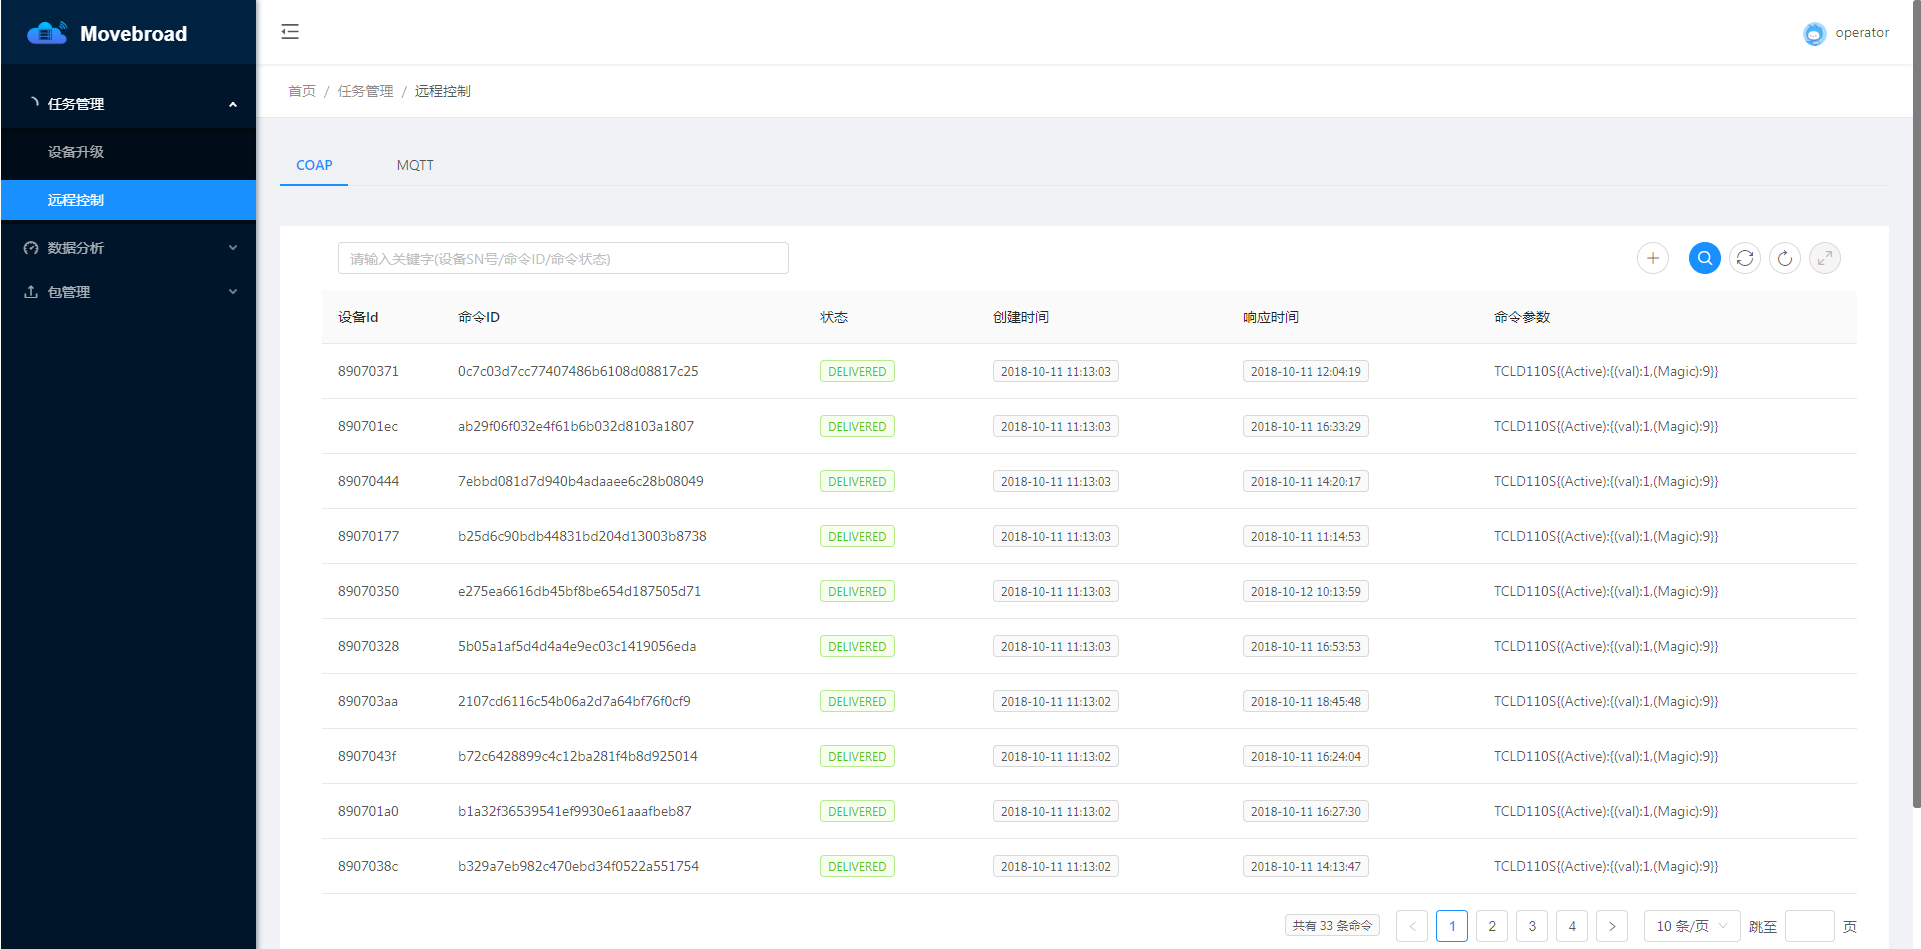 Movebroad
operator
任务管理
设备升级
远程控制
数据分析
包管理
首页 / 任务管理 / 远程控制
COAP MQTT
请输入关键字(设备SN号/命令ID/命令状态)
设备Id 命令ID 状态 创建时间 响应时间 命令参数
89070371 0c7c03d7cc77407486b6108d08817c25 DELIVERED 2018-10-11 11:13:03 2018-10-11 12:04:19 TCLD110S{(Active):{(val):1,(Magic):9}}
890701ec ab29f06f032e4f61b6b032d8103a1807 DELIVERED 2018-10-11 11:13:03 2018-10-11 16:33:29 TCLD110S{(Active):{(val):1,(Magic):9}}
89070444 7ebbd081d7d940b4adaaee6c28b08049 DELIVERED 2018-10-11 11:13:03 2018-10-11 14:20:17 TCLD110S{(Active):{(val):1,(Magic):9}}
89070177 b25d6c90bdb44831bd204d13003b8738 DELIVERED 2018-10-11 11:13:03 2018-10-11 11:14:53 TCLD110S{(Active):{(val):1,(Magic):9}}
89070350 e275ea6616db45bf8be654d187505d71 DELIVERED 2018-10-11 11:13:03 2018-10-12 10:13:59 TCLD110S{(Active):{(val):1,(Magic):9}}
89070328 5b05a1af5d4d4a4e9ec03c1419056eda DELIVERED 2018-10-11 11:13:03 2018-10-11 16:53:53 TCLD110S{(Active):{(val):1,(Magic):9}}
890703aa 2107cd6116c54b06a2d7a64bf76f0cf9 DELIVERED 2018-10-11 11:13:02 2018-10-11 18:45:48 TCLD110S{(Active):{(val):1,(Magic):9}}
8907043f b72c6428899c4c12ba281f4b8d925014 DELIVERED 2018-10-11 11:13:02 2018-10-11 16:24:04 TCLD110S{(Active):{(val):1,(Magic):9}}
890701a0 b1a32f36539541ef9930e61aaafbeb87 DELIVERED 2018-10-11 11:13:02 2018-10-11 16:27:30 TCLD110S{(Active):{(val):1,(Magic):9}}
8907038c b329a7eb982c470ebd34f0522a551754 DELIVERED 2018-10-11 11:13:02 2018-10-11 14:13:47 TCLD110S{(Active):{(val):1,(Magic):9}}
共有 33 条命令 < 1 2 3 4 > 10 条/页 跳至 页